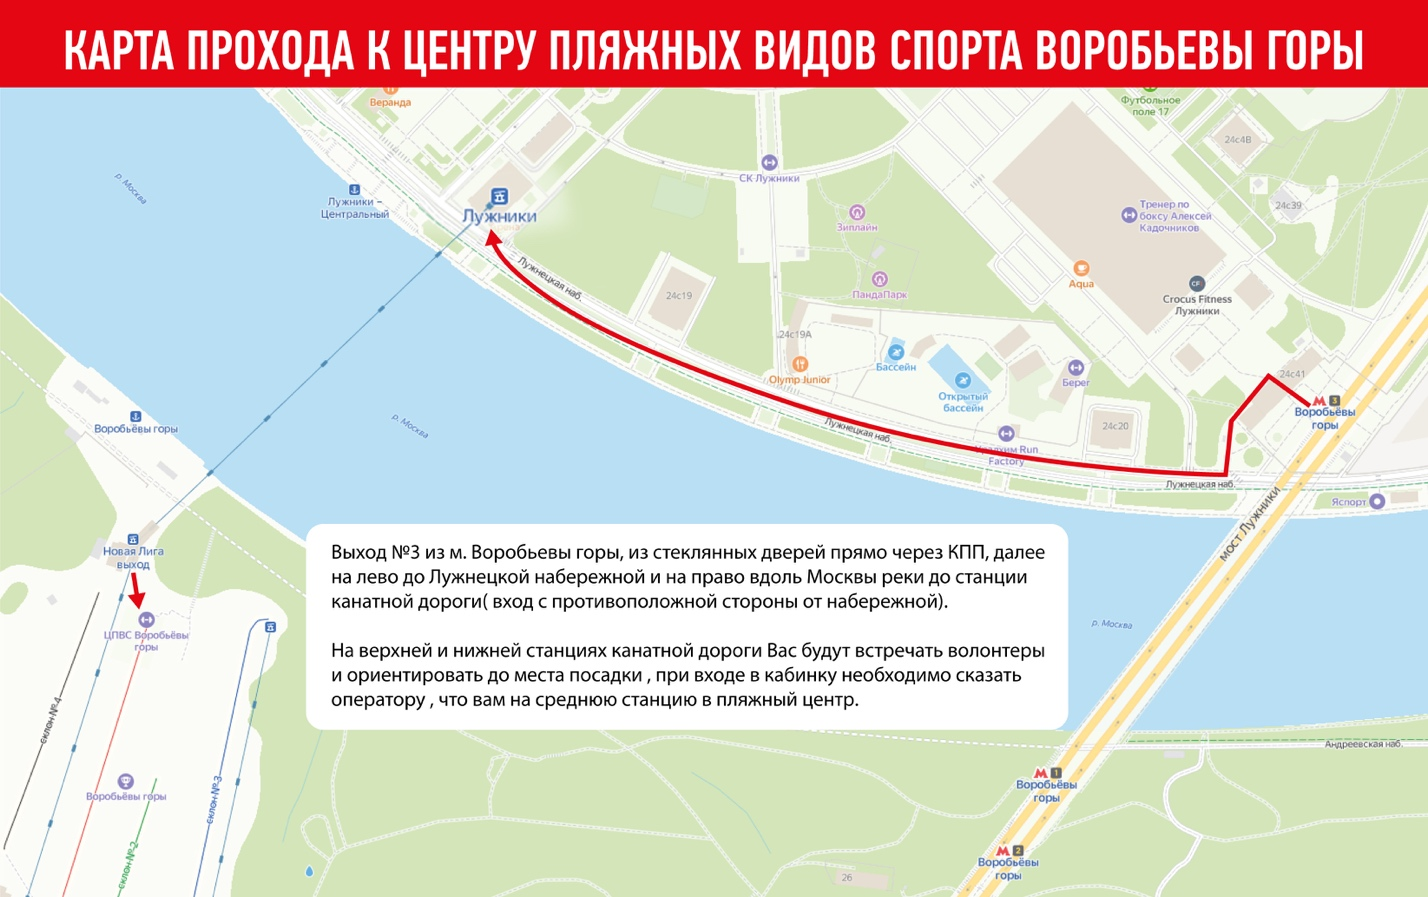 КАРТА ПРОХОДА К ЦЕНТРУ ПЛЯЖНЫХ ВИДОВ СПОРТА ВОРОБЬЕВЫ ГОРЫ
Веранда
Футбольное
поле 17
24с4В
р. Москва
Лужники –
Центральный
Лужники
СК Лужники
Зиплайн
Тренер по
боксу Алексей
Кадочников
24с39
Лужнецкая наб.
24с19
ПандаПарк
Aqua
CF
Crocus Fitness
Лужники
24с19А
Olymp Junior
Бассейн
Открытый
бассейн
Берег
24с41
М 3
Воробьёвы
горы
Воробьёвы горы
р. Москва
Лужнецкая наб.
Run
Factory
24с20
Лужнецкая наб.
Яспорт
мост Лужники
Новая Лига
выход
ЦПВС Воробьёвы
горы
Выход №3 из м. Воробьевы горы, из стеклянных дверей прямо через КПП, далее
на лево до Лужнецкой набережной и на право вдоль Москвы реки до станции
канатной дороги( вход с противоположной стороны от набережной).
На верхней и нижней станциях канатной дороги Вас будут встречать волонтеры
и ориентировать до места посадки , при входе в кабинку необходимо сказать
оператору , что вам на среднюю станцию в пляжный центр.
р. Москва
склон №4
Воробьёвы горы
склон №3
склон №2
Андреевская наб.
М 1
Воробьёвы
горы
М 2
Воробьёвы
горы
26